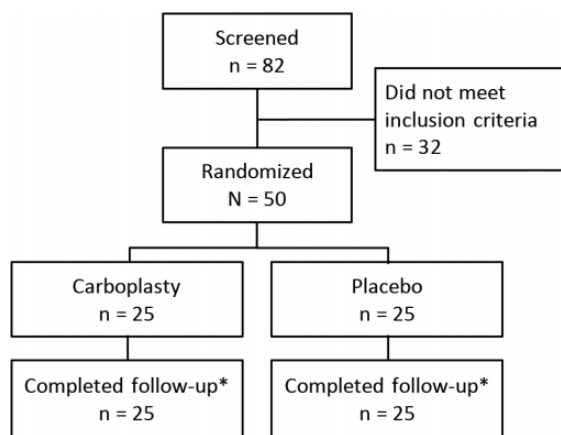 Screened
n = 82
Did not meet
inclusion criteria
n = 32
Randomized
N = 50
Carboplasty
n = 25
Placebo
n = 25
Completed follow-up*
n = 25
Completed follow-up*
n = 25